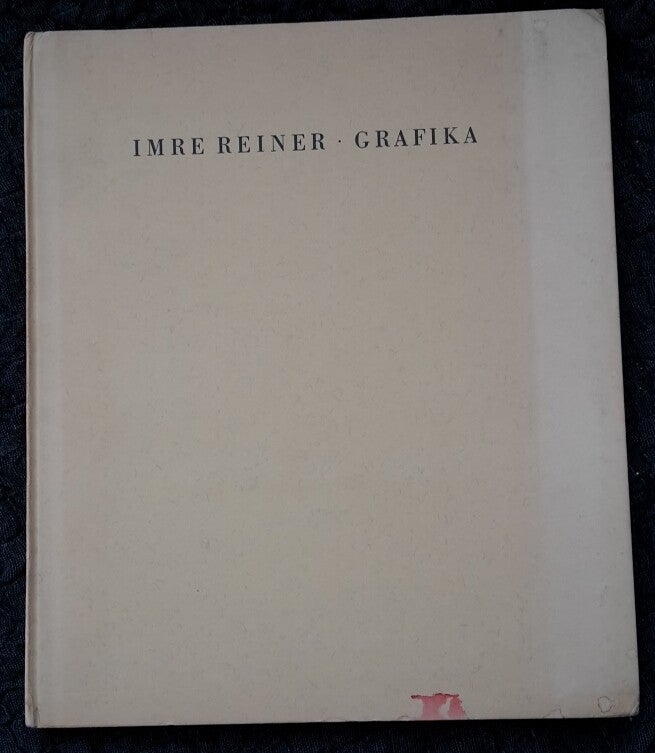 IMRE REINER · GRAFIKA